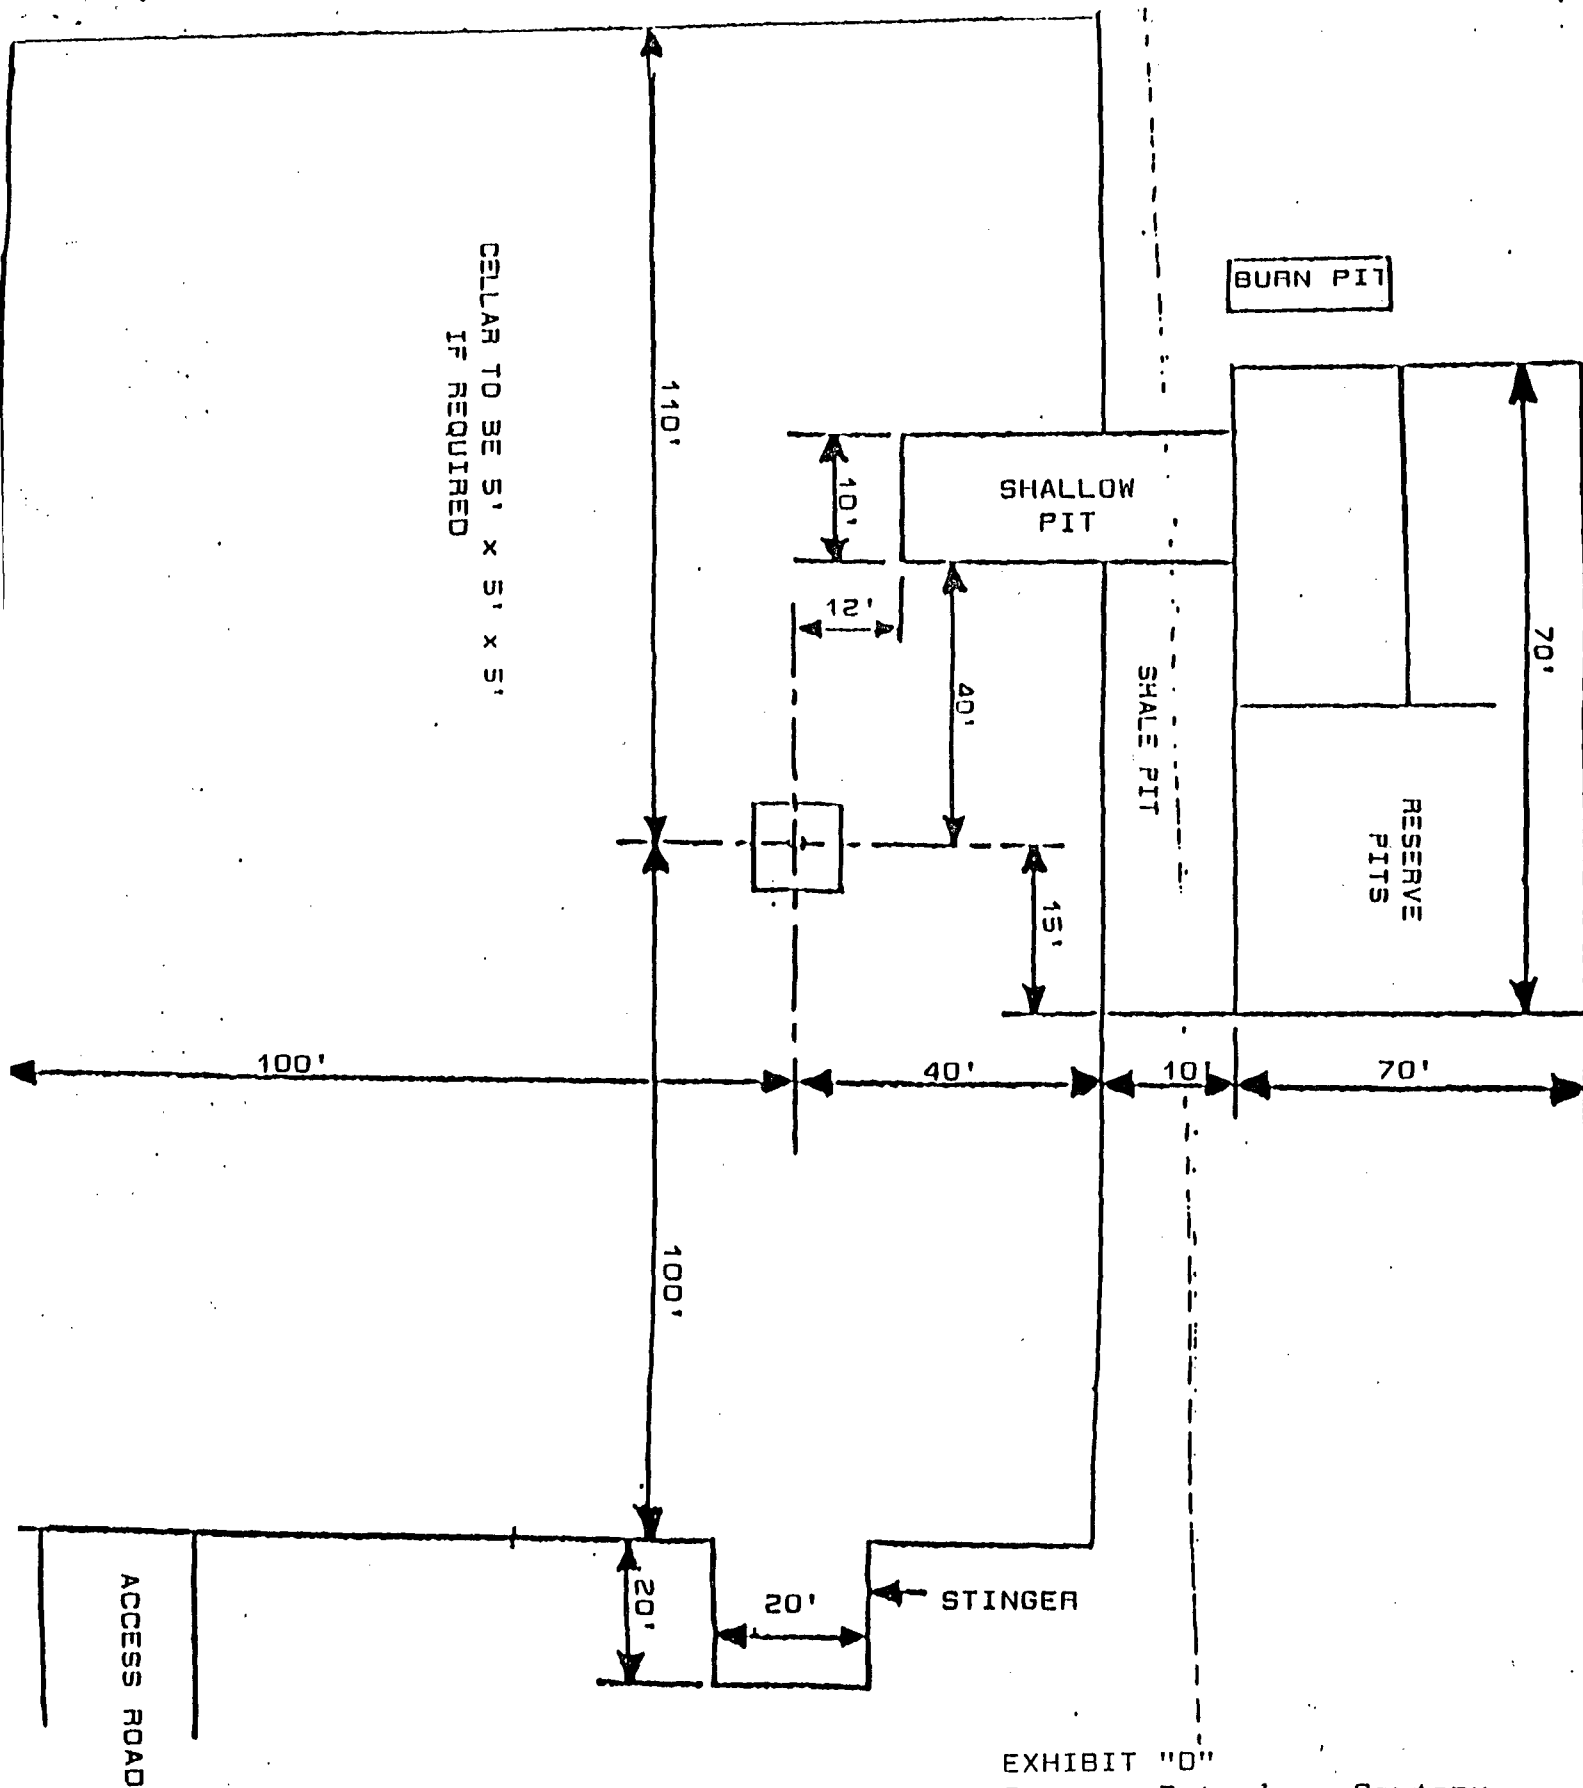 BURN PIT
CELLAR TO BE 5' x 5' x 5'
IF REQUIRED
110'
10'
SHALLOW
PIT
12'
40'
70'
SHALE PIT
RESERVE
PITS
15'
100'
40'
10'
70'
100'
20'
20'
STINGER
ACCESS ROAD
EXHIBIT "D"